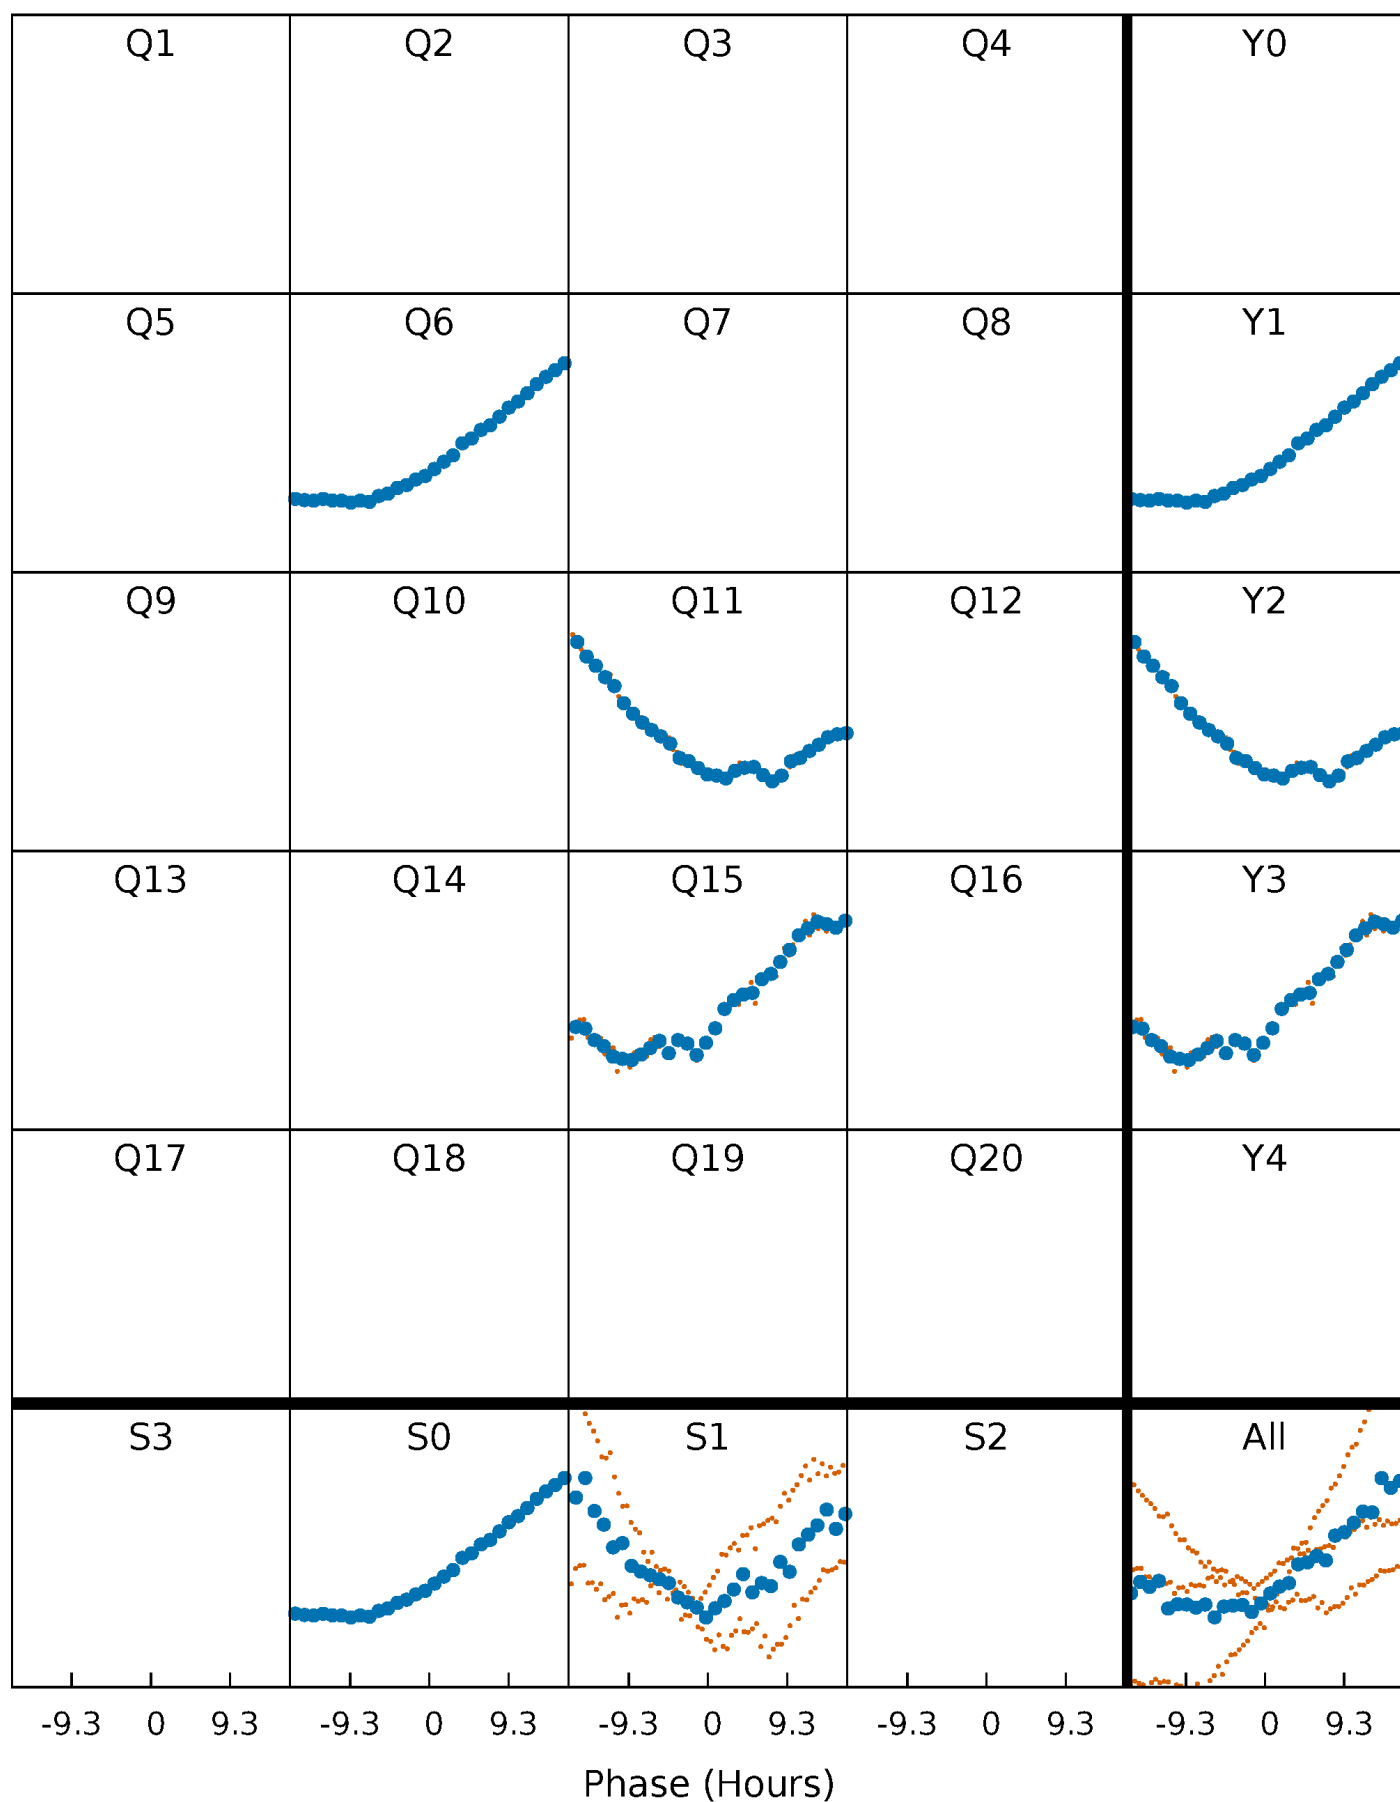 Q1 Q2 Q3 Q4 Y0
Q5 Q6 Q7 Q8 Y1
Q9 Q10 Q11 Q12 Y2
Q13 Q14 Q15 Q16 Y3
Q17 Q18 Q19 Q20 Y4
S3 S0 S1 S2 All
-9.3 0 9.3 -9.3 0 9.3 -9.3 0 9.3 -9.3 0 9.3 -9.3 0 9.3
Phase (Hours)